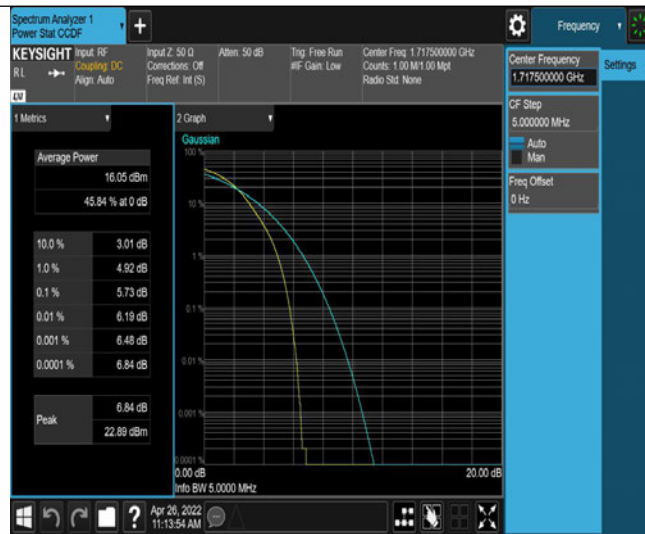 Spectrum Analyzer 1
Power Stat CCDF
Frequency
KEYSIGHT
RL
Input: RF
Coupling: DC
Align: Auto
Input Z: 50 Ω
Corrections: Off
Freq Ref: Int (S)
Atten: 50 dB
Trig: Free Run
#IF Gain: Low
Center Freq: 1.717500000 GHz
Counts: 1.00 M/1.00 Mpt
Radio Std: None
1 Metrics
Average Power
16.05 dBm
45.84 % at 0 dB
10.0 % 3.01 dB
1.0 % 4.92 dB
0.1 % 5.73 dB
0.01 % 6.19 dB
0.001 % 6.48 dB
0.0001 % 6.84 dB
Peak
6.84 dB
22.89 dBm
2 Graph
Gaussian
100 %
10 %
1 %
0.1 %
0.01 %
0.001 %
0.0001 %
0.00 dB
20.00 dB
Info BW 5.0000 MHz
Center Frequency
1.717500000 GHz
Settings
CF Step
5.000000 MHz
Auto
Man
Freq Offset
0 Hz
?
Apr 26, 2022
11:13:54 AM